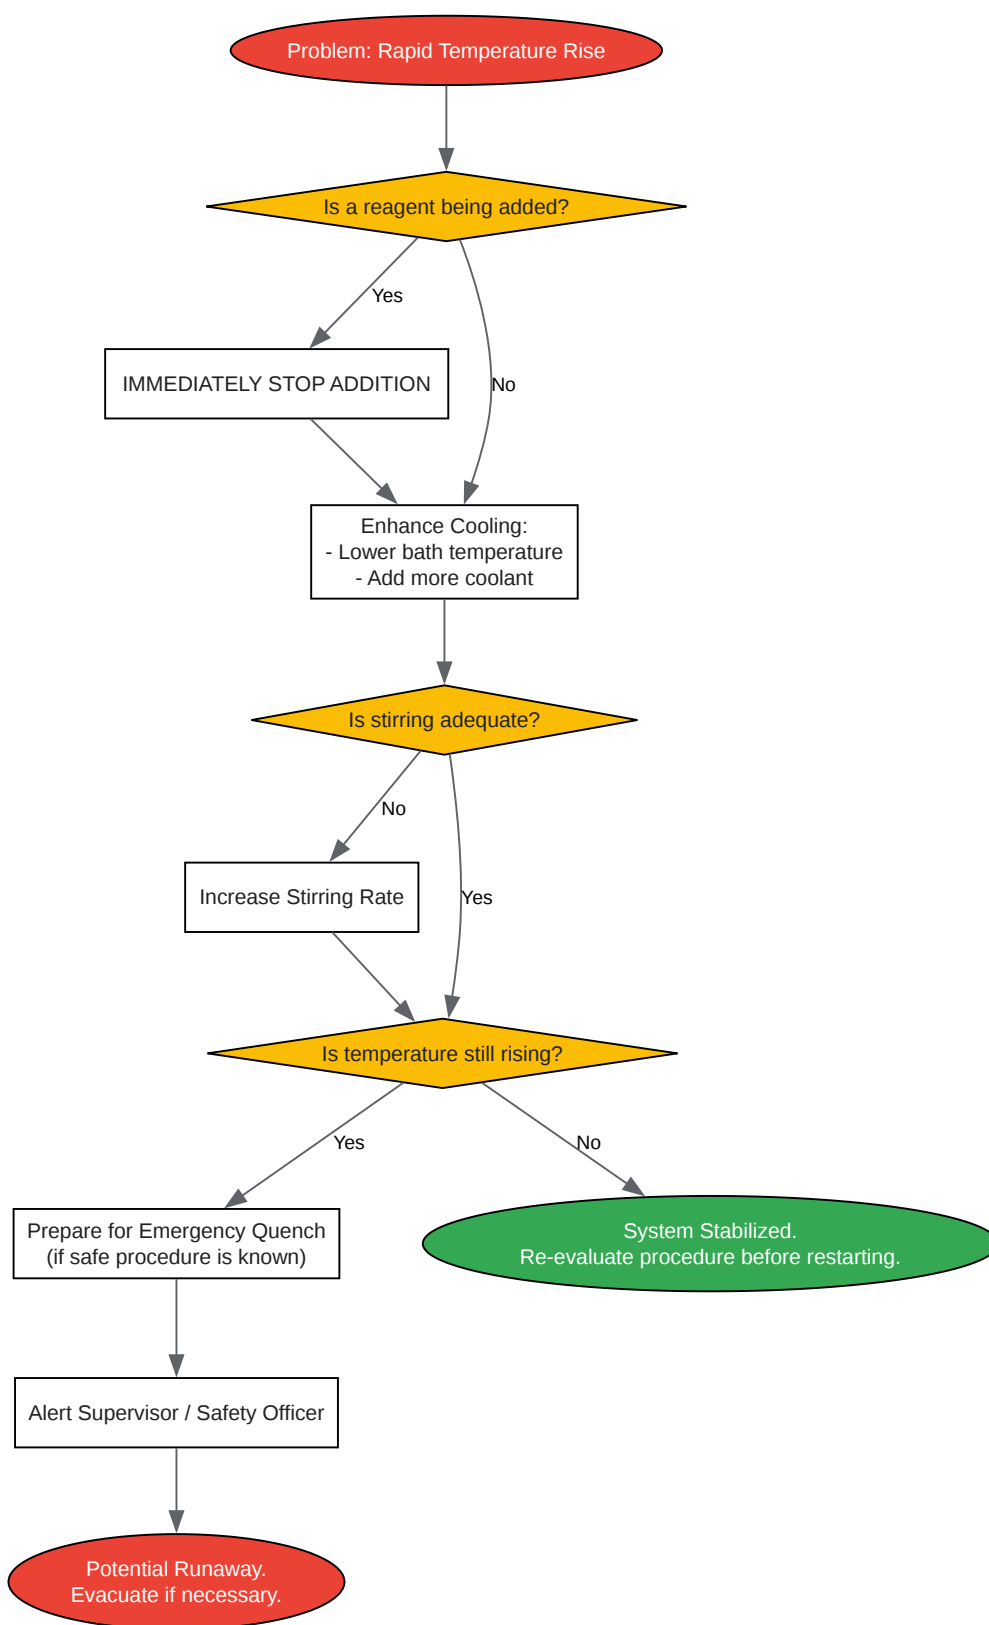 Problem: Rapid Temperature Rise
Is a reagent being added?
Yes
IMMEDIATELY STOP ADDITION
No
Enhance Cooling:
- Lower bath temperature
- Add more coolant
Is stirring adequate?
No
Increase Stirring Rate
Yes
Is temperature still rising?
Yes
No
Prepare for Emergency Quench
(if safe procedure is known)
System Stabilized.
Re-evaluate procedure before restarting.
Alert Supervisor / Safety Officer
Potential Runaway.
Evacuate if necessary.